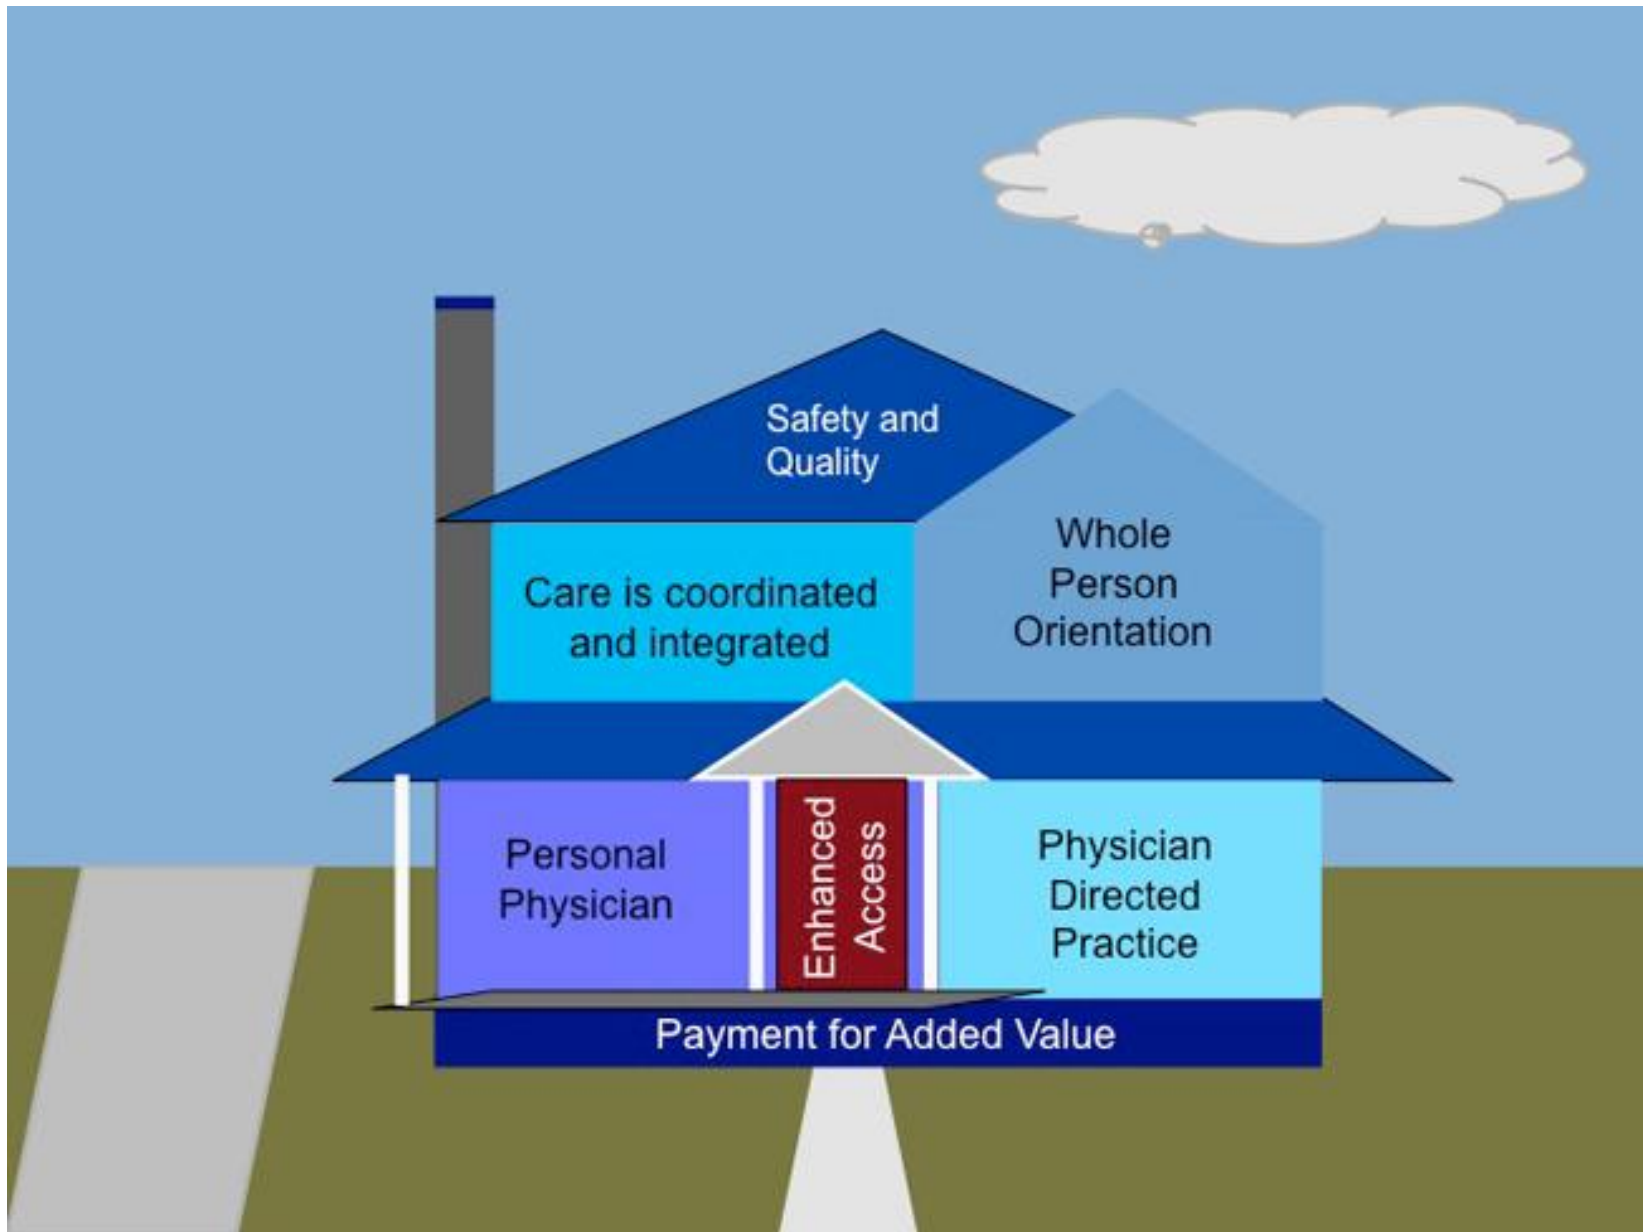 Safety and
Quality
Whole
Person
Orientation
Care is coordinated
and integrated
Personal
Physician
Enhanced
Access
Physician
Directed
Practice
Payment for Added Value